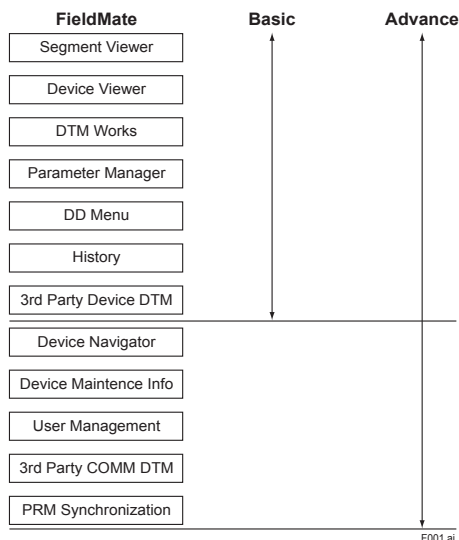 FieldMate Basic Advance
Segment Viewer
Device Viewer
DTM Works
Parameter Manager
DD Menu
History
3rd Party Device DTM
Device Navigator
Device Maintence Info
User Management
3rd Party COMM DTM
PRM Synchronization
F001.ai